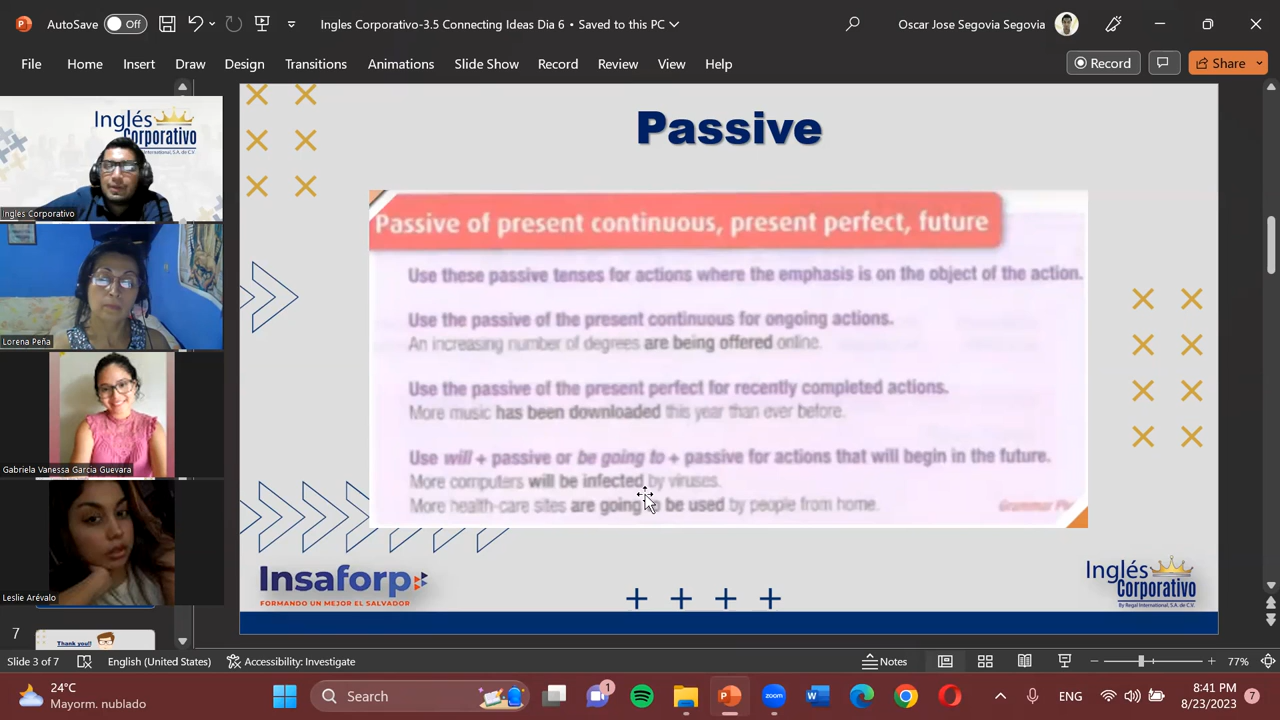 AutoSave Off Ingles Corporativo-3.5 Connecting Ideas Dia 6 • Saved to this PC Oscar Jose Segovia Segovia
File Home Insert Draw Design Transitions Animations Slide Show Record Review View Help Record Share
Inglés
Corporativo
Ingles Corporativo
Lorena Peña
Gabriela Vanessa Garcia Guevara
Leslie Arévalo
7
Thank you!!
Passive
Passive of present continuous, present perfect, future
Use these passive tenses for actions where the emphasis is on the object of the action.
Use the passive of the present continuous for ongoing actions.
An increasing number of degrees are being offered online.
Use the passive of the present perfect for recently completed actions.
More music has been downloaded this year than ever before.
Use will + passive or be going to + passive for actions that will begin in the future.
More computers will be infected by viruses.
More health-care sites are going to be used by people from home.
Grammar
Insaforp
FORMANDO UN MEJOR EL SALVADOR
Inglés
Corporativo
By Regal International, S.A. de C.V.
Slide 3 of 7 English (United States) Accessibility: Investigate Notes 77%
24°C
Mayorm. nublado
Search
1
zoom
ENG
8:41 PM
8/23/2023
7